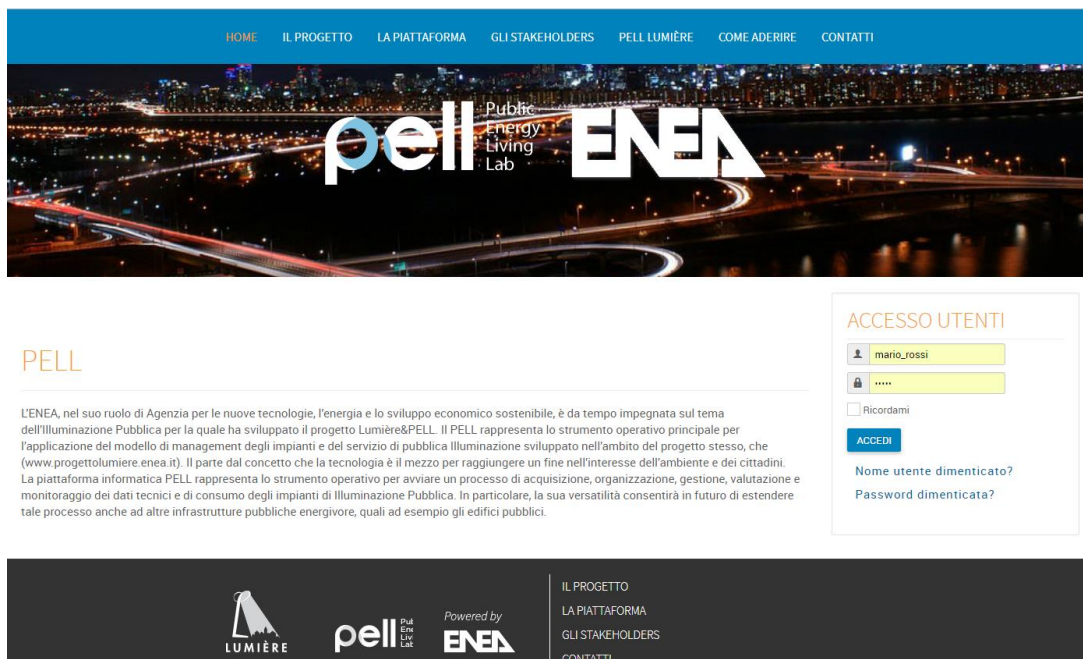 HOME IL PROGETTO LA PIATTAFORMA GLI STAKEHOLDERS PELL LUMIÈRE COME ADERIRE CONTATTI
pell Public Energy Living Lab ENEA
PELL
L'ENEA, nel suo ruolo di Agenzia per le nuove tecnologie, l'energia e lo sviluppo economico sostenibile, è da tempo impegnata sul tema
dell'Illuminazione Pubblica per la quale ha sviluppato il progetto Lumière&PELL. Il PELL rappresenta lo strumento operativo principale per
l'applicazione del modello di management degli impianti e del servizio di pubblica Illuminazione sviluppato nell'ambito del progetto stesso, che
(www.progettolumiere.enea.it). Il parte dal concetto che la tecnologia è il mezzo per raggiungere un fine nell'interesse dell'ambiente e dei cittadini.
La piattaforma informatica PELL rappresenta lo strumento operativo per avviare un processo di acquisizione, organizzazione, gestione, valutazione e
monitoraggio dei dati tecnici e di consumo degli impianti di Illuminazione Pubblica. In particolare, la sua versatilità consentirà in futuro di estendere
tale processo anche ad altre infrastrutture pubbliche energivore, quali ad esempio gli edifici pubblici.
ACCESSO UTENTI
mario_rossi
•••••
Ricordami
ACCEDI
Nome utente dimenticato?
Password dimenticata?
LUMIÈRE
pell
Powered by
ENEA
IL PROGETTO
LA PIATTAFORMA
GLI STAKEHOLDERS
CONTATTI